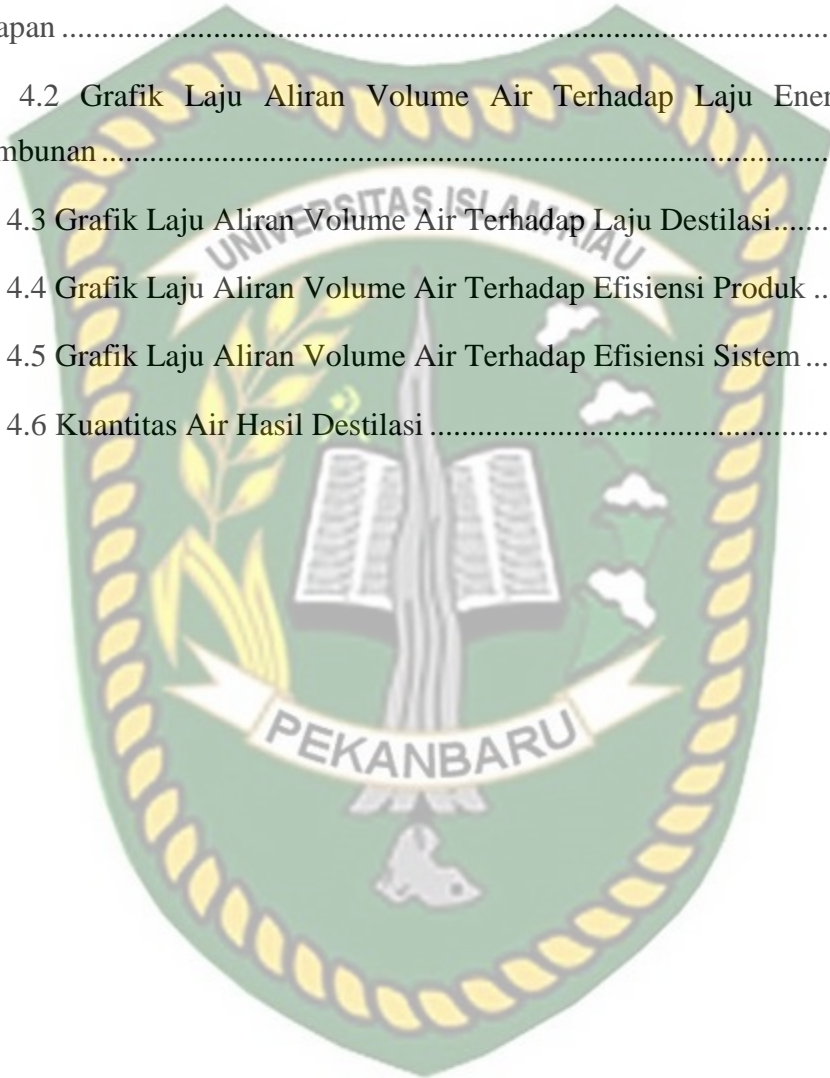 apan ..........................................................................................
4.2 Grafik Laju Aliran Volume Air Terhadap Laju Ener
mbunan ..........................................................................................
4.3 Grafik Laju Aliran Volume Air Terhadap Laju Destilasi.......
4.4 Grafik Laju Aliran Volume Air Terhadap Efisiensi Produk ..
4.5 Grafik Laju Aliran Volume Air Terhadap Efisiensi Sistem ...
4.6 Kuantitas Air Hasil Destilasi ..................................................
UNIVERSITAS ISLAM RIAU
PEKANBARU